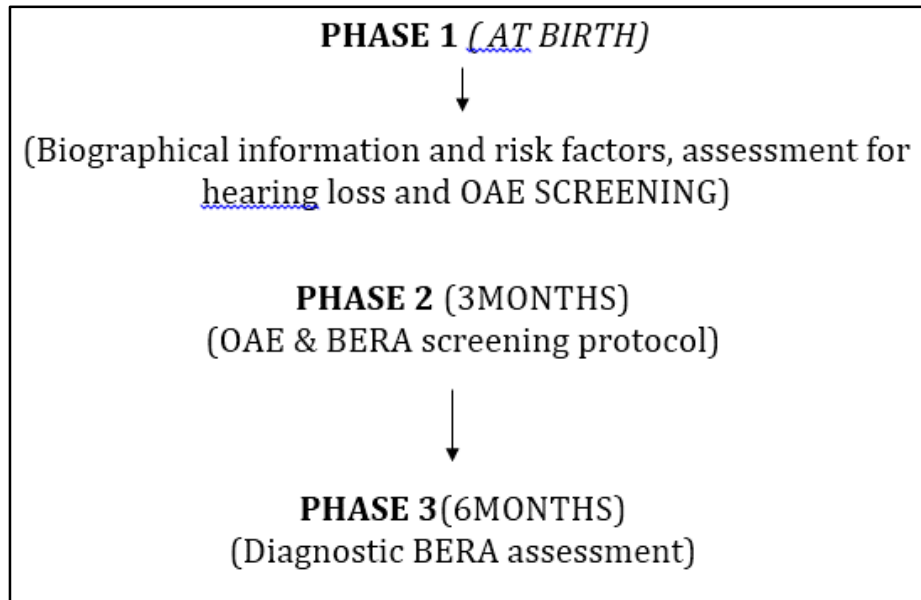 PHASE 1 ( AT BIRTH)
(Biographical information and risk factors, assessment for
hearing loss and OAE SCREENING)
PHASE 2 (3MONTHS)
(OAE & BERA screening protocol)
PHASE 3(6MONTHS)
(Diagnostic BERA assessment)